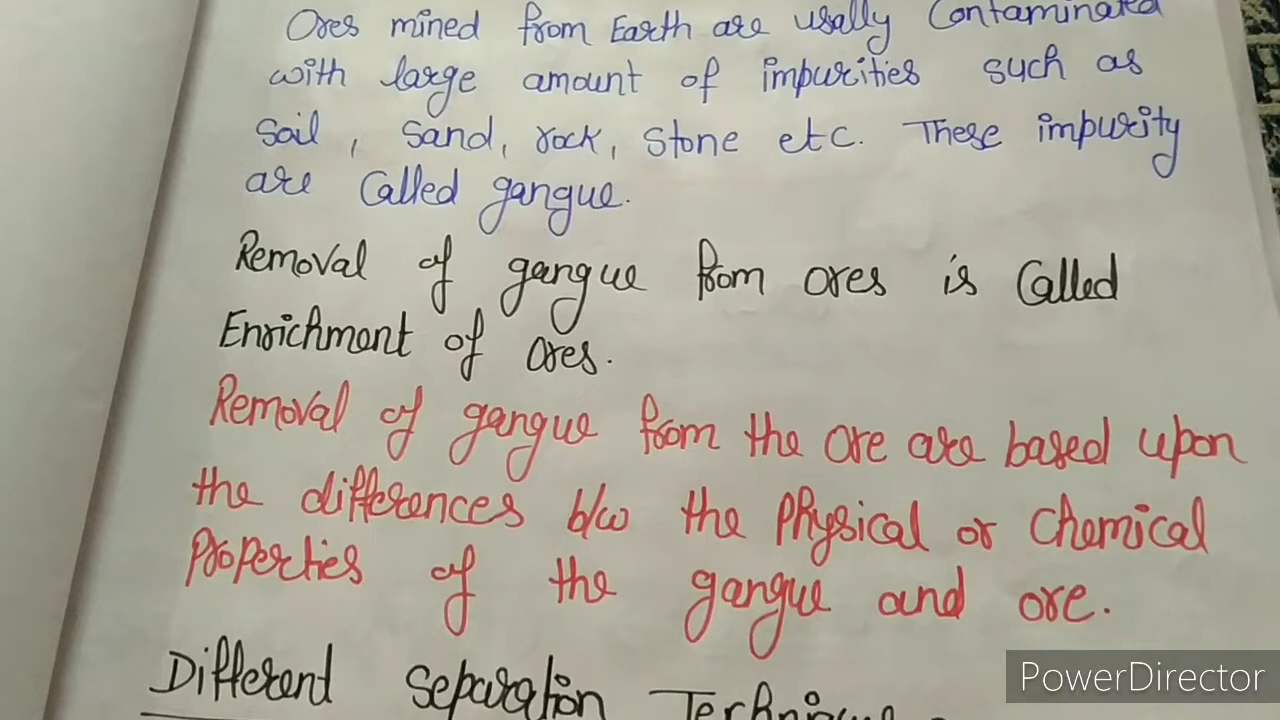 Ores mined from Earth are usally Contaminated
with large amount of impurities such as
Soil, Sand, rock, Stone etc. These impurity
are Called gangue.
Removal of gangue from ores is Called
Enrichment of Ores.
Removal of gangue from the ore are based upon
the differences b/w the Physical or Chemical
Properties of the gangue and ore.
Different Separation Technique
PowerDirector